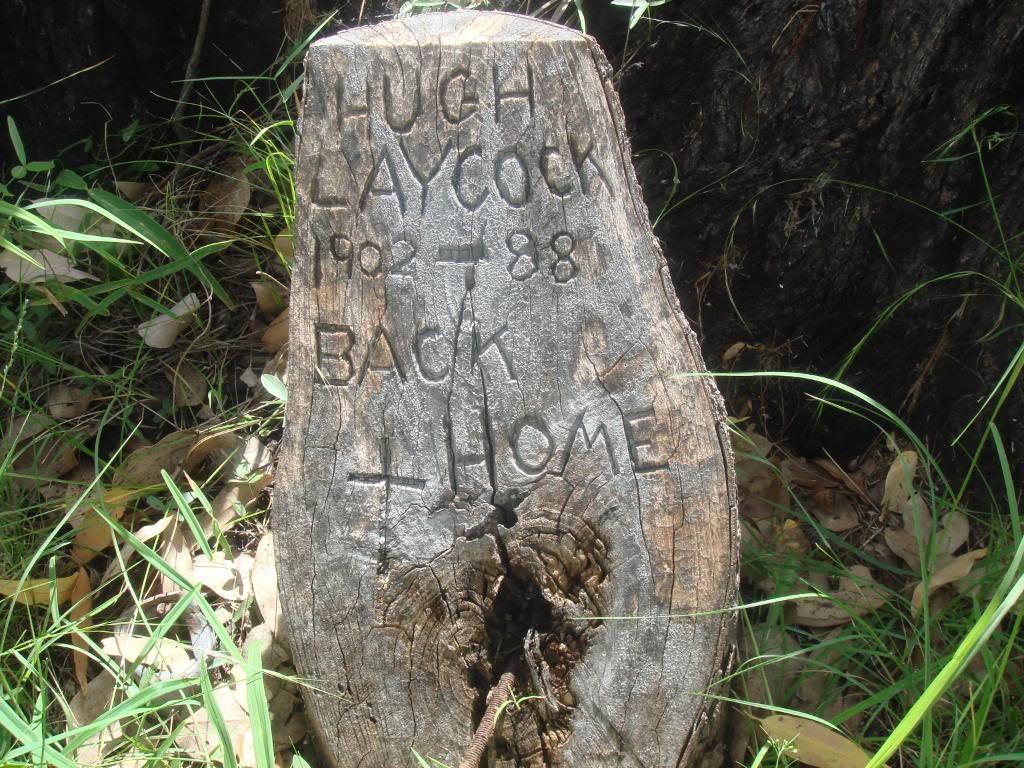 HUGH
LAYCOCK
1902 - 88
BACK
HOME